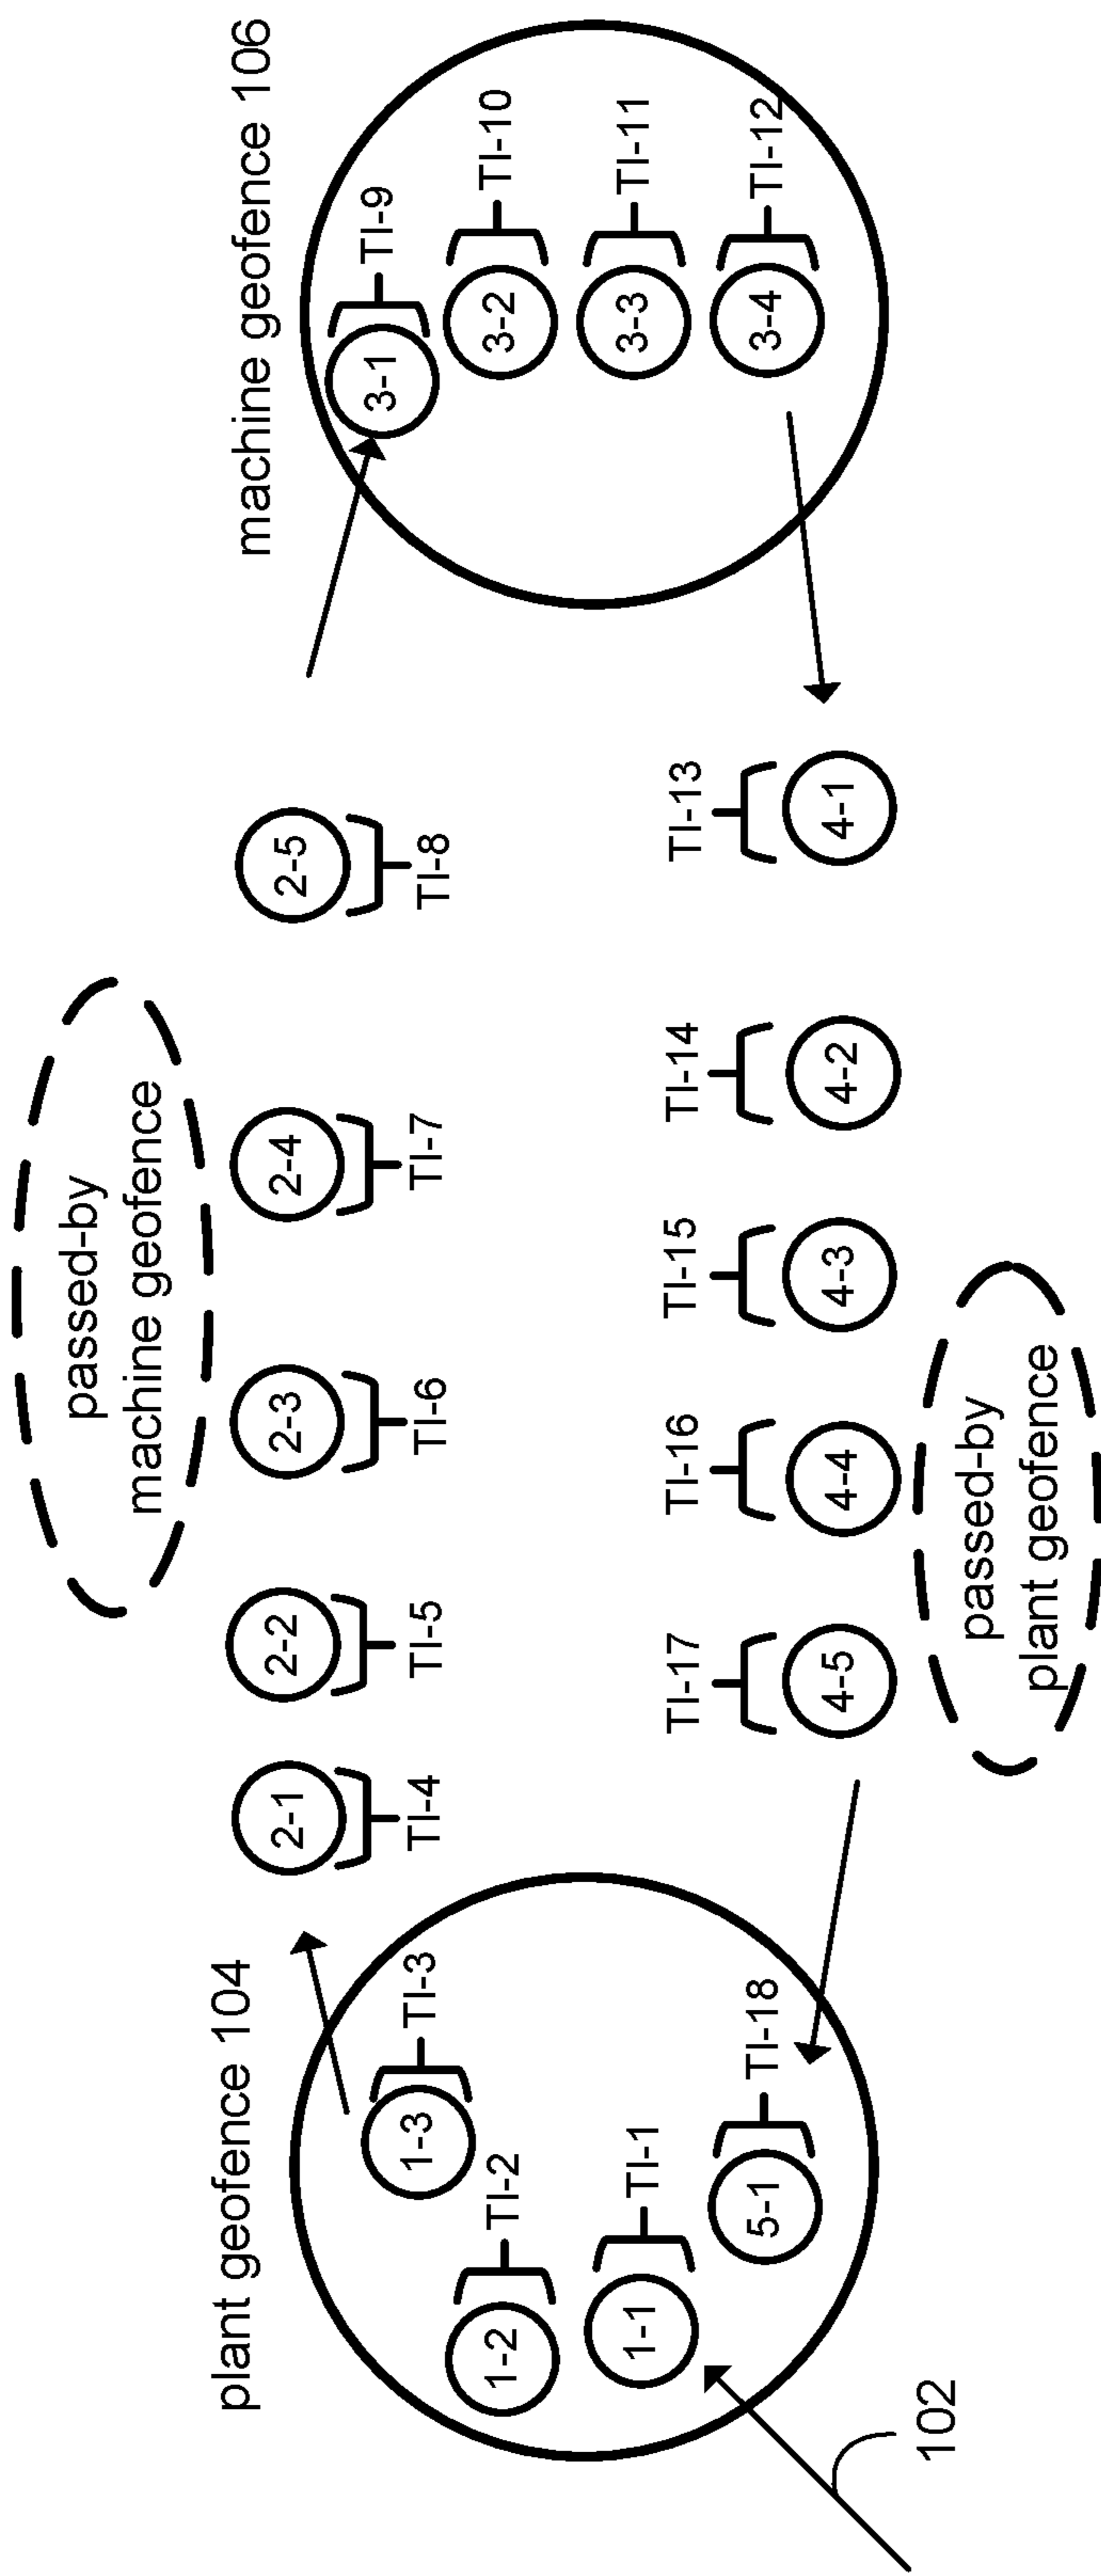 passed-by
machine geofence
plant geofence 104
machine geofence 106
2-1
2-2
2-3
2-4
2-5
TI-4
TI-5
TI-6
TI-7
TI-8
1-3
TI-3
1-2
TI-2
1-1
TI-1
5-1
TI-18
3-1
TI-9
3-2
TI-10
3-3
TI-11
3-4
TI-12
TI-17
TI-16
TI-15
TI-14
TI-13
4-5
4-4
4-3
4-2
4-1
102
passed-by
plant geofence